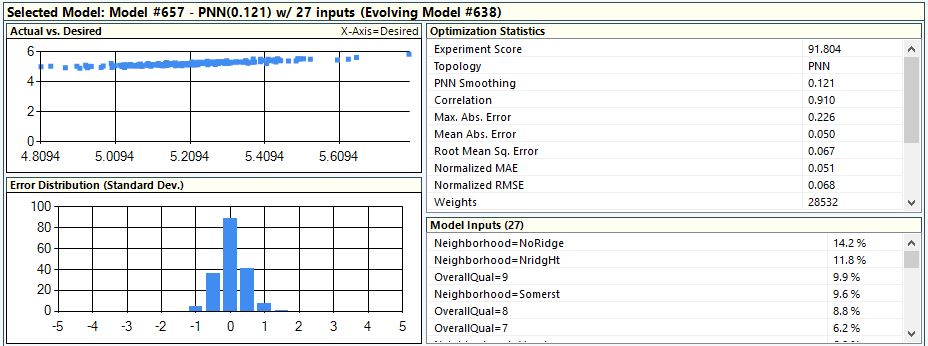 Selected Model: Model #657 - PNN(0.121) w/ 27 inputs (Evolving Model #638)
Actual vs. Desired X-Axis=Desired
6
4
2
0
4.8094 5.0094 5.2094 5.4094 5.6094
Error Distribution (Standard Dev.)
100
80
60
40
20
0
-5 -4 -3 -2 -1 0 1 2 3 4 5
Optimization Statistics
Experiment Score 91.804
Topology PNN
PNN Smoothing 0.121
Correlation 0.910
Max. Abs. Error 0.226
Mean Abs. Error 0.050
Root Mean Sq. Error 0.067
Normalized MAE 0.051
Normalized RMSE 0.068
Weights 28532
Model Inputs (27)
Neighborhood=NoRidge 14.2 %
Neighborhood=NridgHt 11.8 %
OverallQual=9 9.9 %
Neighborhood=Somerst 9.6 %
OverallQual=8 8.8 %
OverallQual=7 6.2 %